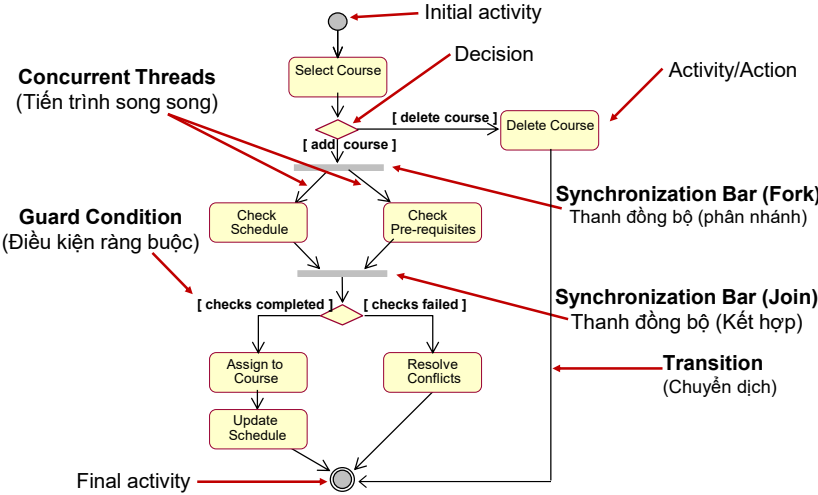 Initial activity
Decision
Select Course
Activity/Action
Concurrent Threads
(Tiến trình song song)
[ delete course ]
Delete Course
[ add course ]
Synchronization Bar (Fork)
Thanh đồng bộ (phân nhánh)
Guard Condition
(Điều kiện ràng buộc)
Check
Schedule
Check
Pre-requisites
[ checks completed ]
[ checks failed ]
Synchronization Bar (Join)
Thanh đồng bộ (Kết hợp)
Assign to
Course
Resolve
Conflicts
Transition
(Chuyển dịch)
Update
Schedule
Final activity